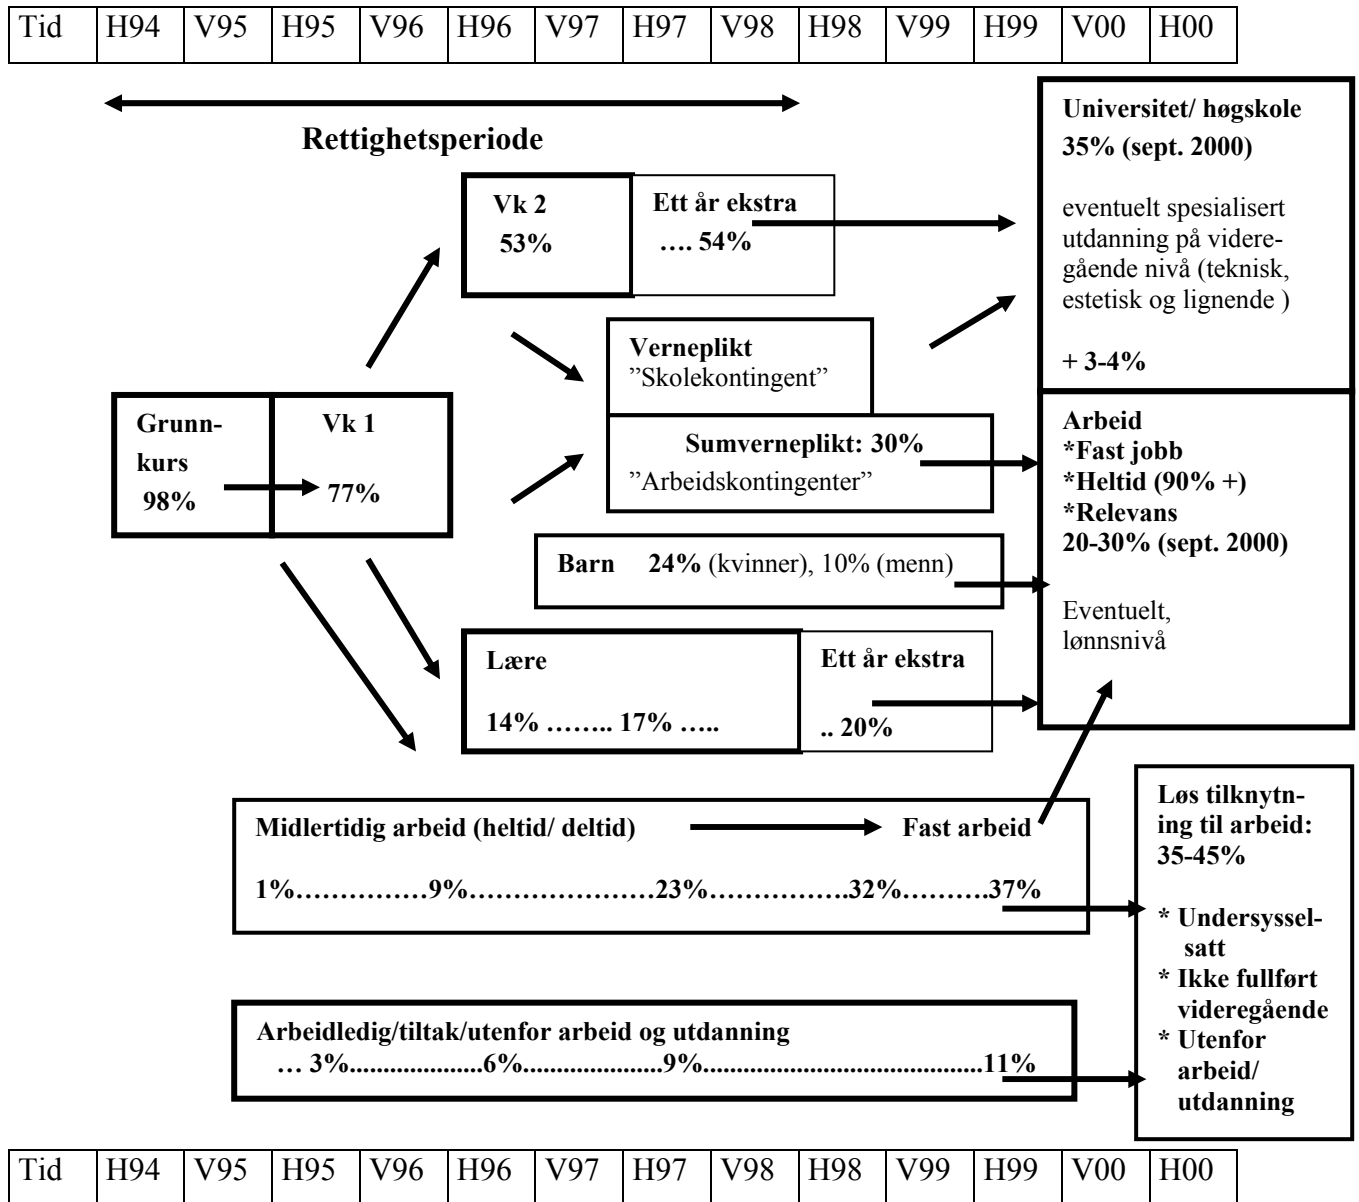 Tid H94 V95 H95 V96 H96 V97 H97 V98 H98 V99 H99 V00 H00
Rettighetsperiode
Vk 2
53%
Ett år ekstra
…. 54%
Universitet/ høgskole
35% (sept. 2000)
eventuelt spesialisert
utdanning på videre-
gående nivå (teknisk,
estetisk og lignende )
+ 3-4%
Verneplikt
”Skolekontingent”
Grunn-
kurs
98%
Vk 1
77%
Sumverneplikt: 30%
”Arbeidskontingenter”
Arbeid
*Fast jobb
*Heltid (90% +)
*Relevans
20-30% (sept. 2000)
Eventuelt,
lønnsnivå
Barn 24% (kvinner), 10% (menn)
Lære
14% …….. 17% …..
Ett år ekstra
.. 20%
Midlertidig arbeid (heltid/ deltid) Fast arbeid
1%……………9%…………………23%……………32%……….37%
Løs tilknytn-
ing til arbeid:
35-45%
* Undersyssel-
satt
* Ikke fullført
videregående
* Utenfor
arbeid/
utdanning
Arbeidledig/tiltak/utenfor arbeid og utdanning
… 3%...................6%....................9%........................................11%
Tid H94 V95 H95 V96 H96 V97 H97 V98 H98 V99 H99 V00 H00